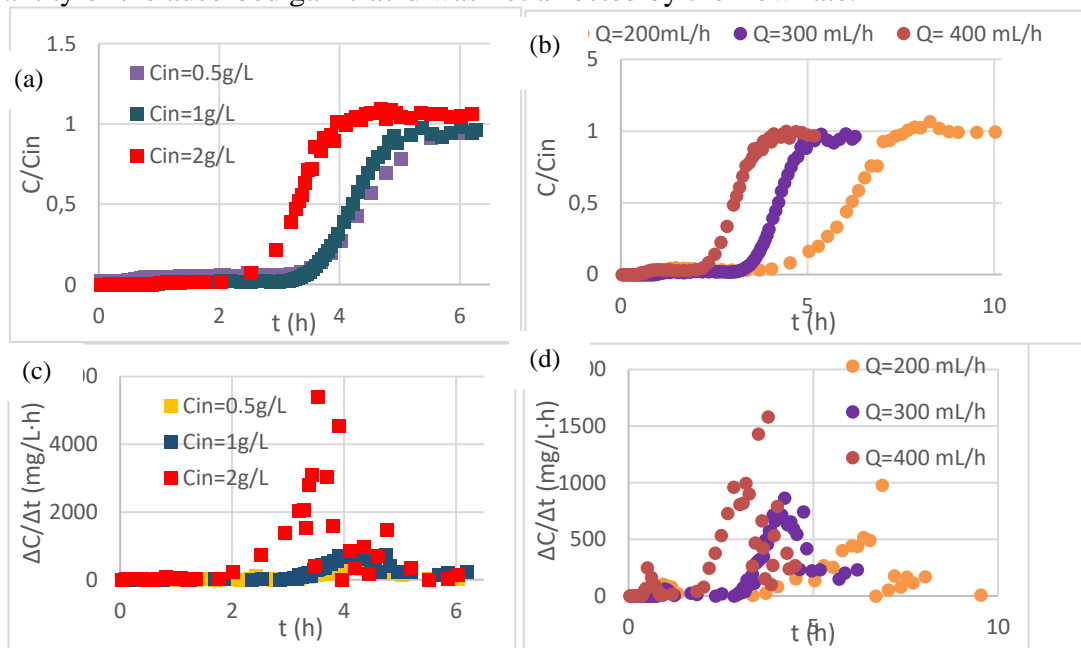 (a)
1.5
1
0,5
0
C/Cin
Cin=0.5g/L
Cin=1g/L
Cin=2g/L
0 2 4 6
t (h)
(b)
Q=200mL/h Q=300 mL/h Q= 400 mL/h
5
1
0,5
0
C/Cin
0 5 10
t (h)
(c)
4000
2000
0
ΔC/Δt (mg/L·h)
Cin=0.5g/L
Cin=1g/L
Cin=2g/L
0 2 4 6
t (h)
(d)
1500
1000
500
0
ΔC/Δt (mg/L·h)
Q=200 mL/h
Q=300 mL/h
Q=400 mL/h
0 5 10
t (h)